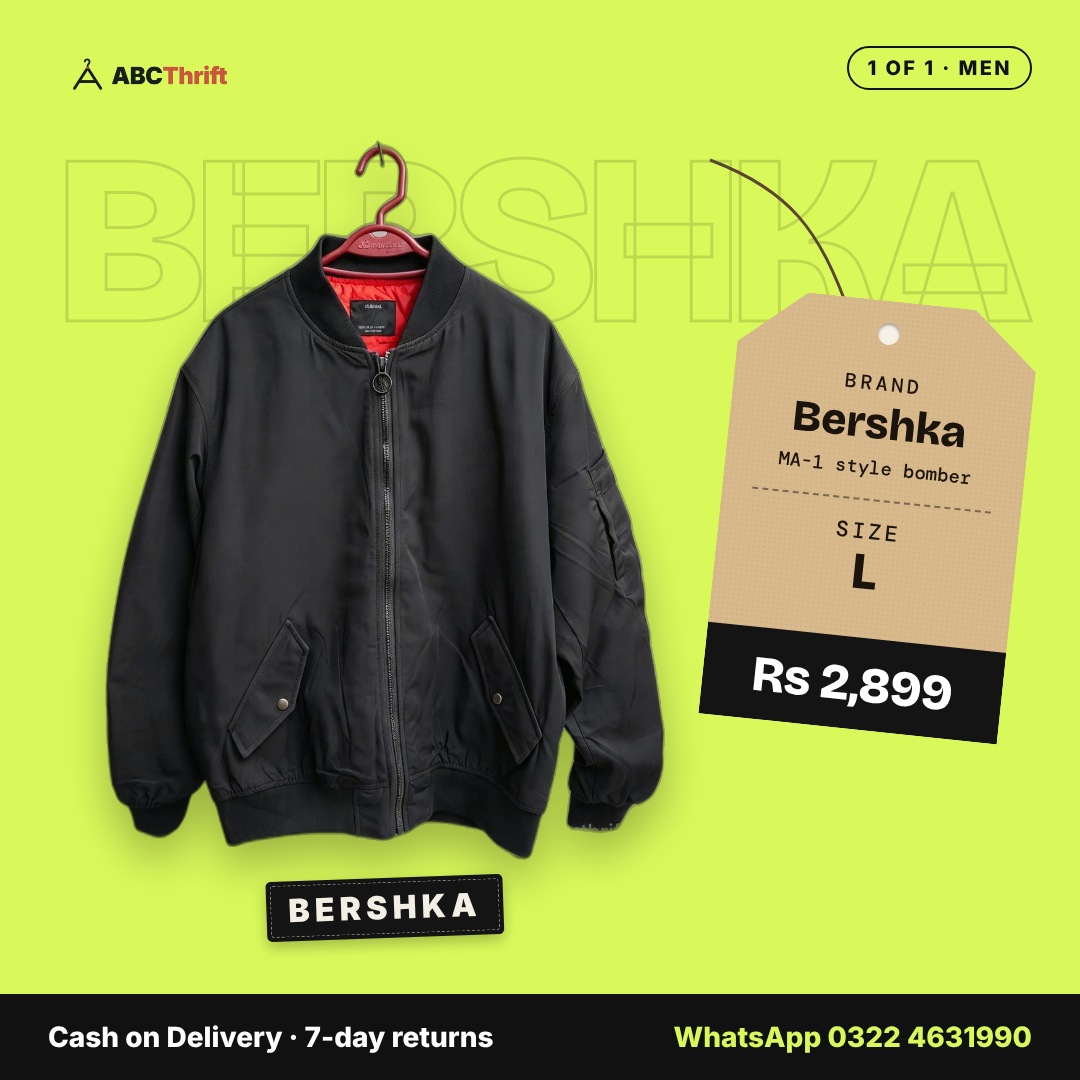 ABCThrift
1 OF 1 · MEN
BERSHKA
BRAND
Bershka
MA-1 style bomber
SIZE
L
Rs 2,899
BERSHKA
Cash on Delivery · 7-day returns
WhatsApp 0322 4631990